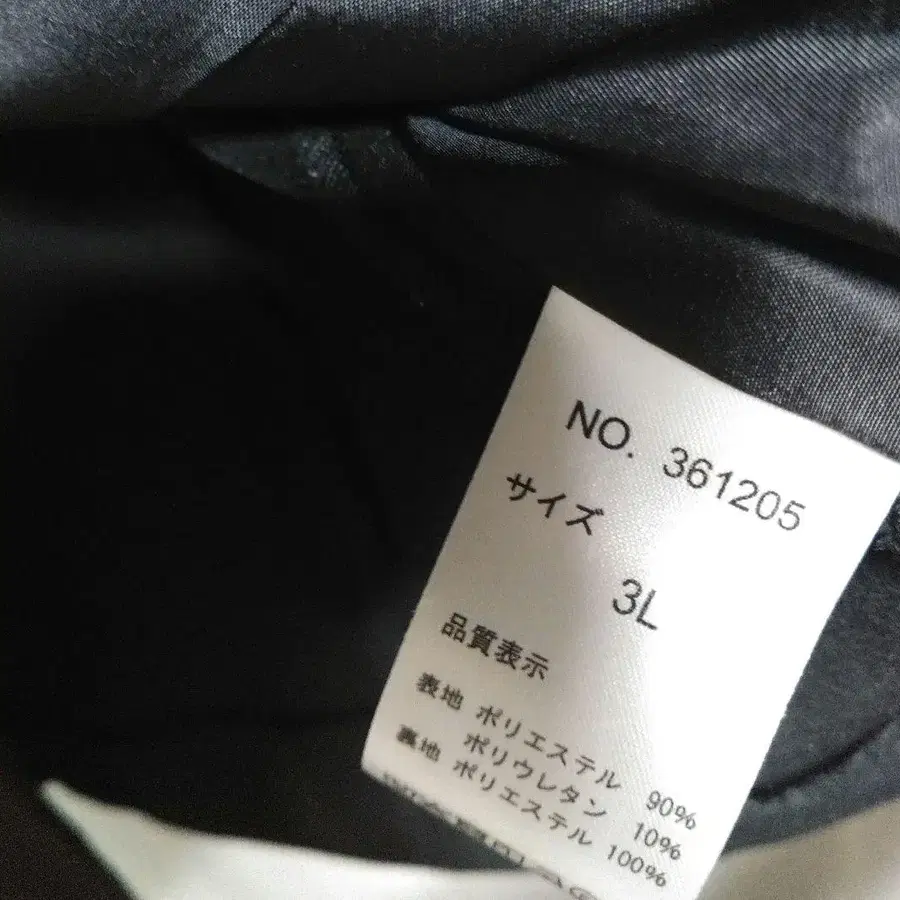 NO. 361205
サイズ
3L
品質表示
表地 ポリエステル 90%
ポリウレタン 10%
裏地 ポリエステル 100%